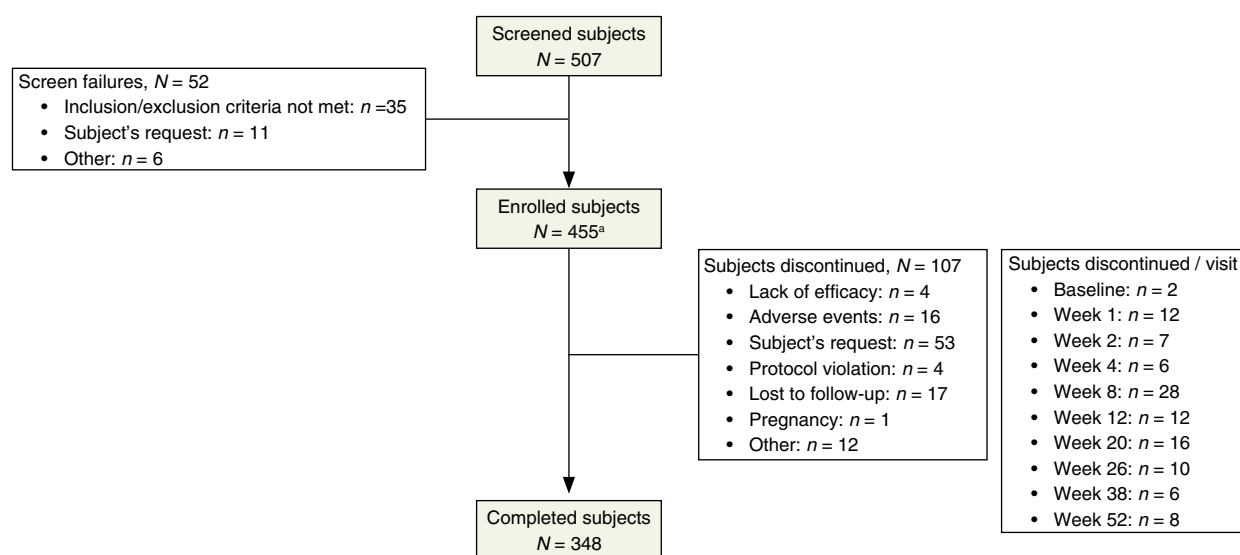 Screened subjects
N = 507
Screen failures, N = 52
• Inclusion/exclusion criteria not met: n =35
• Subject's request: n = 11
• Other: n = 6
Enrolled subjects
N = 455a
Subjects discontinued, N = 107
• Lack of efficacy: n = 4
• Adverse events: n = 16
• Subject's request: n = 53
• Protocol violation: n = 4
• Lost to follow-up: n = 17
• Pregnancy: n = 1
• Other: n = 12
Subjects discontinued / visit
• Baseline: n = 2
• Week 1: n = 12
• Week 2: n = 7
• Week 4: n = 6
• Week 8: n = 28
• Week 12: n = 12
• Week 20: n = 16
• Week 26: n = 10
• Week 38: n = 6
• Week 52: n = 8
Completed subjects
N = 348